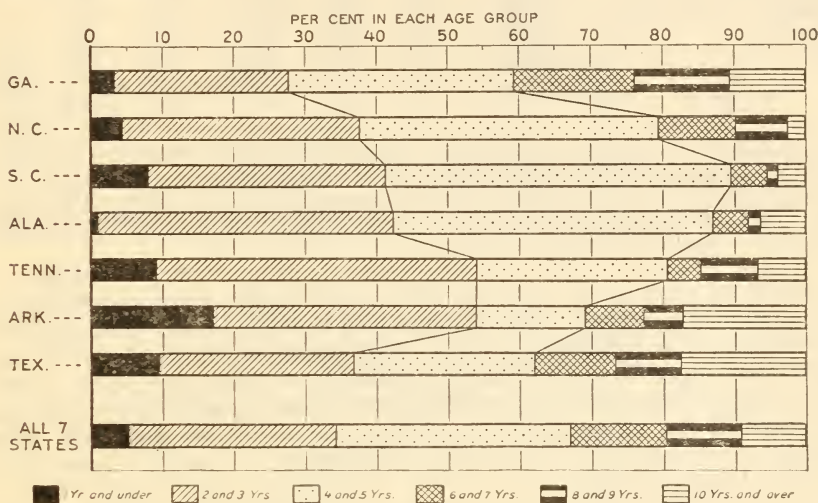 PER CENT IN EACH AGE GROUP
0 10 20 30 40 50 60 70 80 90 100
GA. ---
N. C. ---
S. C. ---
ALA. ---
TENN.--
ARK.---
TEX. ---
ALL 7
STATES
Yr and under 2 and 3 Yrs. 4 and 5 Yrs. 6 and 7 Yrs. 8 and 9 Yrs. 10 Yrs. and over